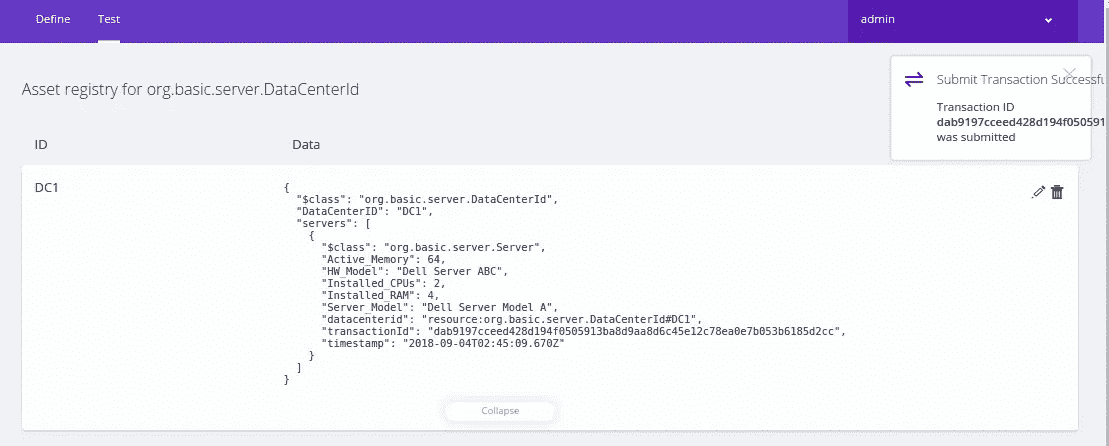 Define Test admin
Submit Transaction Successfu
Asset registry for org.basic.server.DataCenterId
Transaction ID
dab9197cceed428d194f050591
was submitted
ID Data
DC1
{
"$class": "org.basic.server.DataCenterId",
"DataCenterID": "DC1",
"servers": [
{
"$class": "org.basic.server.Server",
"Active_Memory": 64,
"HW_Model": "Dell Server ABC",
"Installed_CPUs": 2,
"Installed_RAM": 4,
"Server_Model": "Dell Server Model A",
"datacenterid": "resource:org.basic.server.DataCenterId#DC1",
"transactionId": "dab9197cceed428d194f0505913ba8d9aa8d6c45e12c78ea0e7b053b6185d2cc",
"timestamp": "2018-09-04T02:45:09.670Z"
}
]
}
Collapse